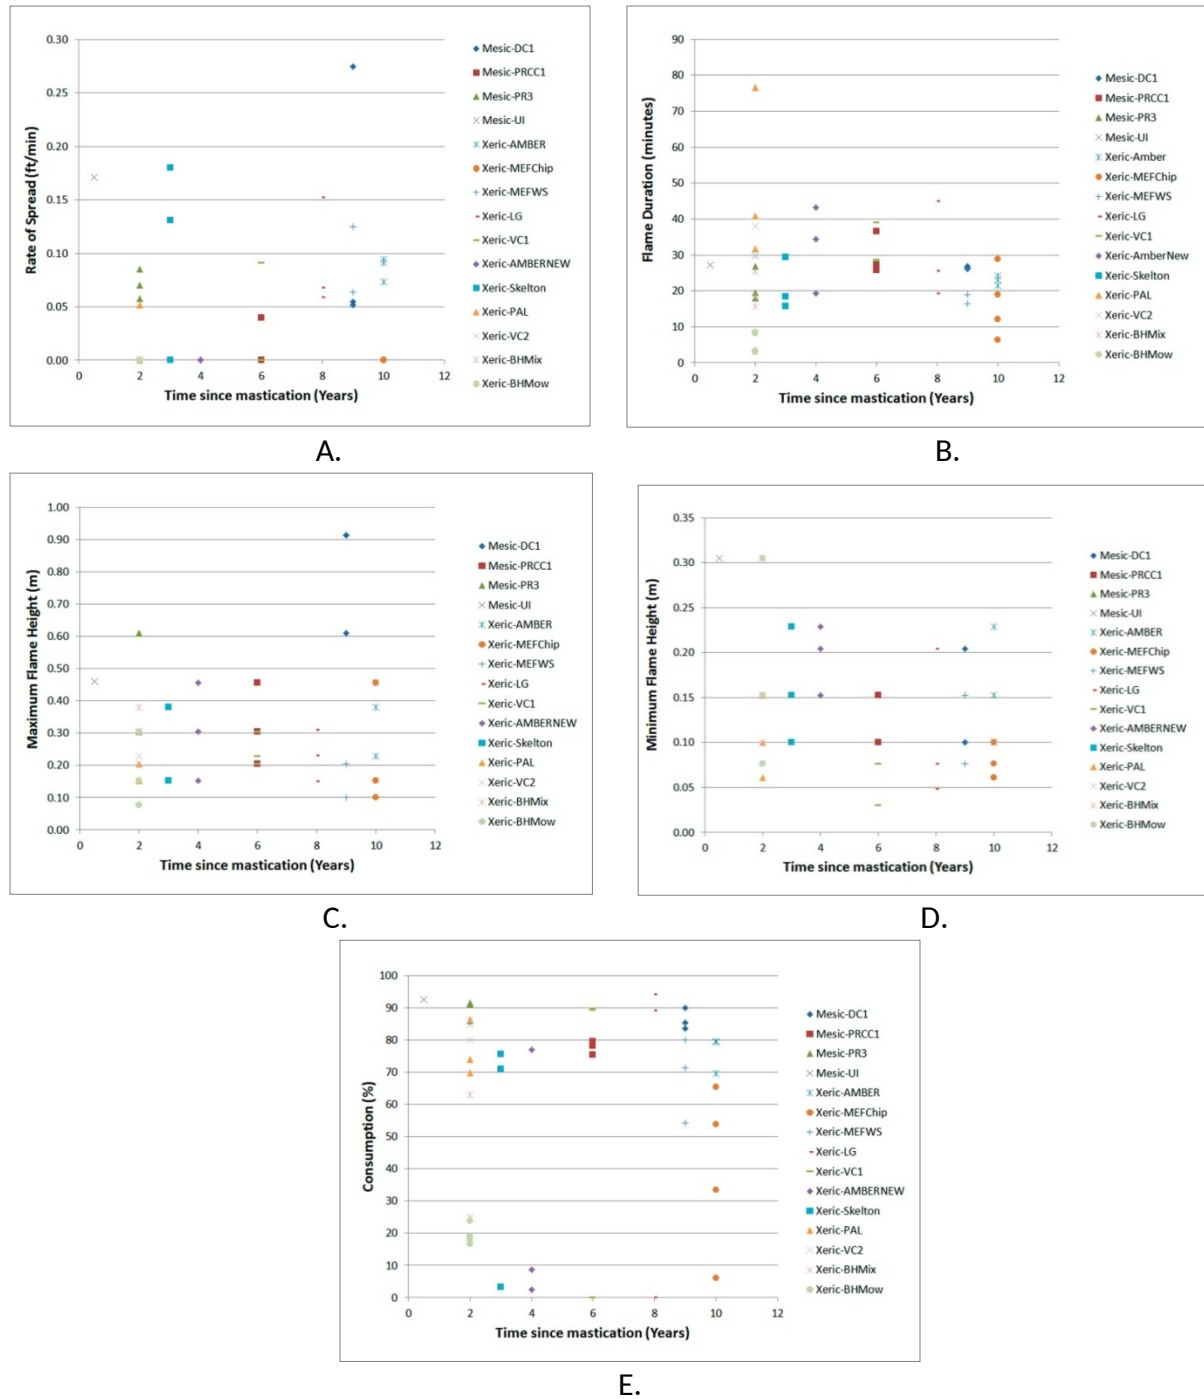 Rate of Spread (ft/min)
0.30
0.25
0.20
0.15
0.10
0.05
0.00
0 2 4 6 8 10 12
Time since mastication (Years)
Mesic-DC1
Mesic-PRCC1
Mesic-PR3
Mesic-UI
Xeric-AMBER
Xeric-MEFChip
Xeric-MEFWS
Xeric-LG
Xeric-VC1
Xeric-AMBERNEW
Xeric-Skelton
Xeric-PAL
Xeric-VC2
Xeric-BHMix
Xeric-BHMow
A.
Flame Duration (minutes)
90
80
70
60
50
40
30
20
10
0
0 2 4 6 8 10 12
Time since mastication (Years)
Mesic-DC1
Mesic-PRCC1
Mesic-PR3
Mesic-UI
Xeric-Amber
Xeric-MEFChip
Xeric-MEFWS
Xeric-LG
Xeric-VC1
Xeric-AmberNew
Xeric-Skelton
Xeric-PAL
Xeric-VC2
Xeric-BHMix
Xeric-BHMow
B.
Maximum Flame Height (m)
1.00
0.90
0.80
0.70
0.60
0.50
0.40
0.30
0.20
0.10
0.00
0 2 4 6 8 10 12
Time since mastication (Years)
Mesic-DC1
Mesic-PRCC1
Mesic-PR3
Mesic-UI
Xeric-AMBER
Xeric-MEFChip
Xeric-MEFWS
Xeric-LG
Xeric-VC1
Xeric-AMBERNEW
Xeric-Skelton
Xeric-PAL
Xeric-VC2
Xeric-BHMix
Xeric-BHMow
C.
Minimum Flame Height (m)
0.35
0.30
0.25
0.20
0.15
0.10
0.05
0.00
0 2 4 6 8 10 12
Time since mastication (Years)
Mesic-DC1
Mesic-PRCC1
Mesic-PR3
Mesic-UI
Xeric-AMBER
Xeric-MEFChip
Xeric-MEFWS
Xeric-LG
Xeric-VC1
Xeric-AMBERNEW
Xeric-Skelton
Xeric-PAL
Xeric-VC2
Xeric-BHMix
Xeric-BHMow
D.
Consumption (%)
100
90
80
70
60
50
40
30
20
10
0
0 2 4 6 8 10 12
Time since mastication (Years)
Mesic-DC1
Mesic-PRCC1
Mesic-PR3
Mesic-UI
Xeric-AMBER
Xeric-MEFChip
Xeric-MEFWS
Xeric-LG
Xeric-VC1
Xeric-AMBERNEW
Xeric-Skelton
Xeric-PAL
Xeric-VC2
Xeric-BHMix
Xeric-BHMow
E.